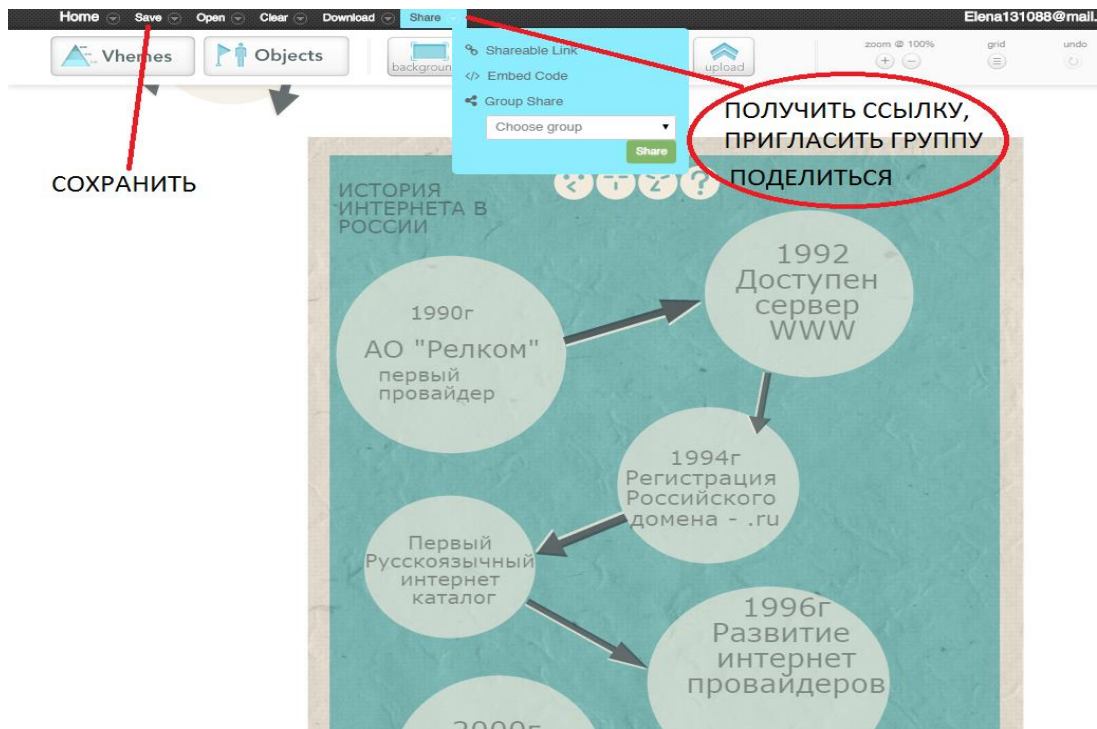 Home Save Open Clear Download Share Elena131088@mail.
Vhemes Objects backgroun upload zoom @ 100% grid undo
Shareable Link
</> Embed Code
Group Share
Choose group
Share
ПОЛУЧИТЬ ССЫЛКУ,
ПРИГЛАСИТЬ ГРУППУ
ПОДЕЛИТЬСЯ
СОХРАНИТЬ
ИСТОРИЯ
ИНТЕРНЕТА В
РОССИИ
?
1990г
АО "Релком"
первый
провайдер
1992
Доступен
сервер
WWW
1994г
Регистрация
Российского
домена - .ru
Первый
Русскоязычный
интернет
каталог
1996г
Развитие
интернет
провайдеров